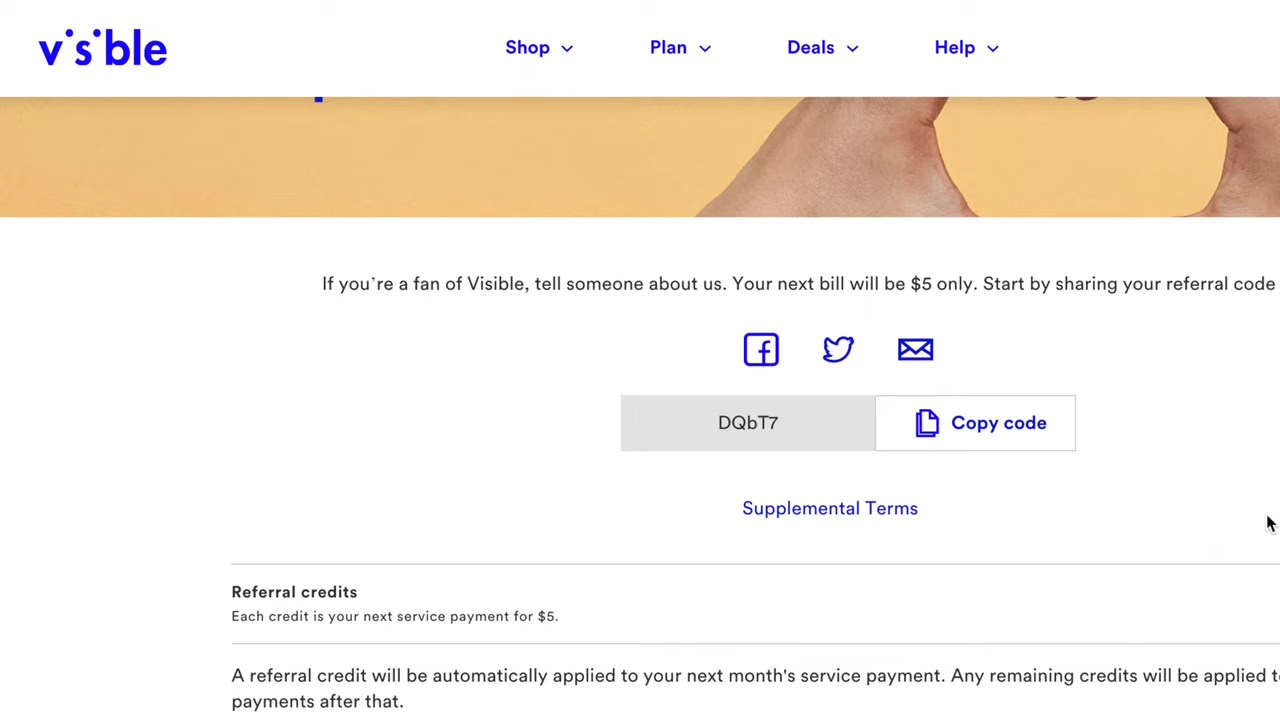 visible
Shop Plan Deals Help
If you're a fan of Visible, tell someone about us. Your next bill will be $5 only. Start by sharing your referral code
DQbT7 Copy code
Supplemental Terms
Referral credits
Each credit is your next service payment for $5.
A referral credit will be automatically applied to your next month's service payment. Any remaining credits will be applied
payments after that.